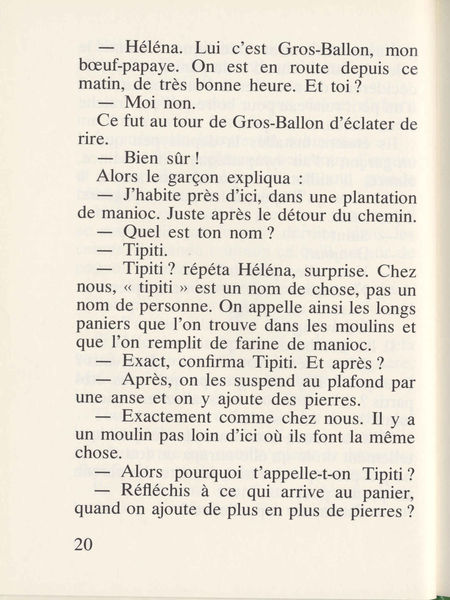 — Héléna. Lui c'est Gros-Ballon, mon
bœuf-papaye. On est en route depuis ce
matin, de très bonne heure. Et toi ?
— Moi non.
Ce fut au tour de Gros-Ballon d'éclater de
rire.
— Bien sûr !
Alors le garçon expliqua :
— J'habite près d'ici, dans une plantation
de manioc. Juste après le détour du chemin.
— Quel est ton nom ?
— Tipiti.
— Tipiti ? répéta Héléna, surprise. Chez
nous, « tipiti » est un nom de chose, pas un
nom de personne. On appelle ainsi les longs
paniers que l'on trouve dans les moulins et
que l'on remplit de farine de manioc.
— Exact, confirma Tipiti. Et après ?
— Après, on les suspend au plafond par
une anse et on y ajoute des pierres.
— Exactement comme chez nous. Il y a
un moulin pas loin d'ici où ils font la même
chose.
— Alors pourquoi t'appelle-t-on Tipiti ?
— Réfléchis à ce qui arrive au panier,
quand on ajoute de plus en plus de pierres ?
20